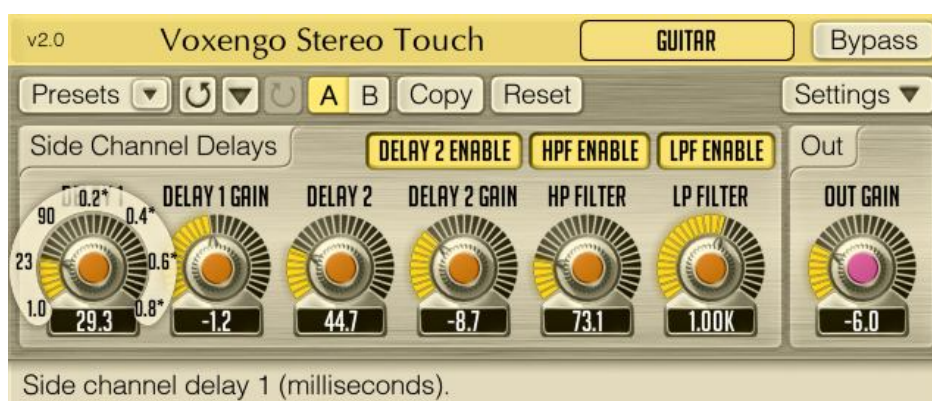 v2.0 Voxengo Stereo Touch GUITAR Bypass
Presets A B Copy Reset Settings
Side Channel Delays DELAY 2 ENABLE HPF ENABLE LPF ENABLE Out
DELAY 1 GAIN DELAY 2 DELAY 2 GAIN HP FILTER LP FILTER OUT GAIN
0.2*
90 0.4*
23 0.6*
1.0 0.8*
29.3 -1.2 44.7 -8.7 73.1 1.00K -6.0
Side channel delay 1 (milliseconds).